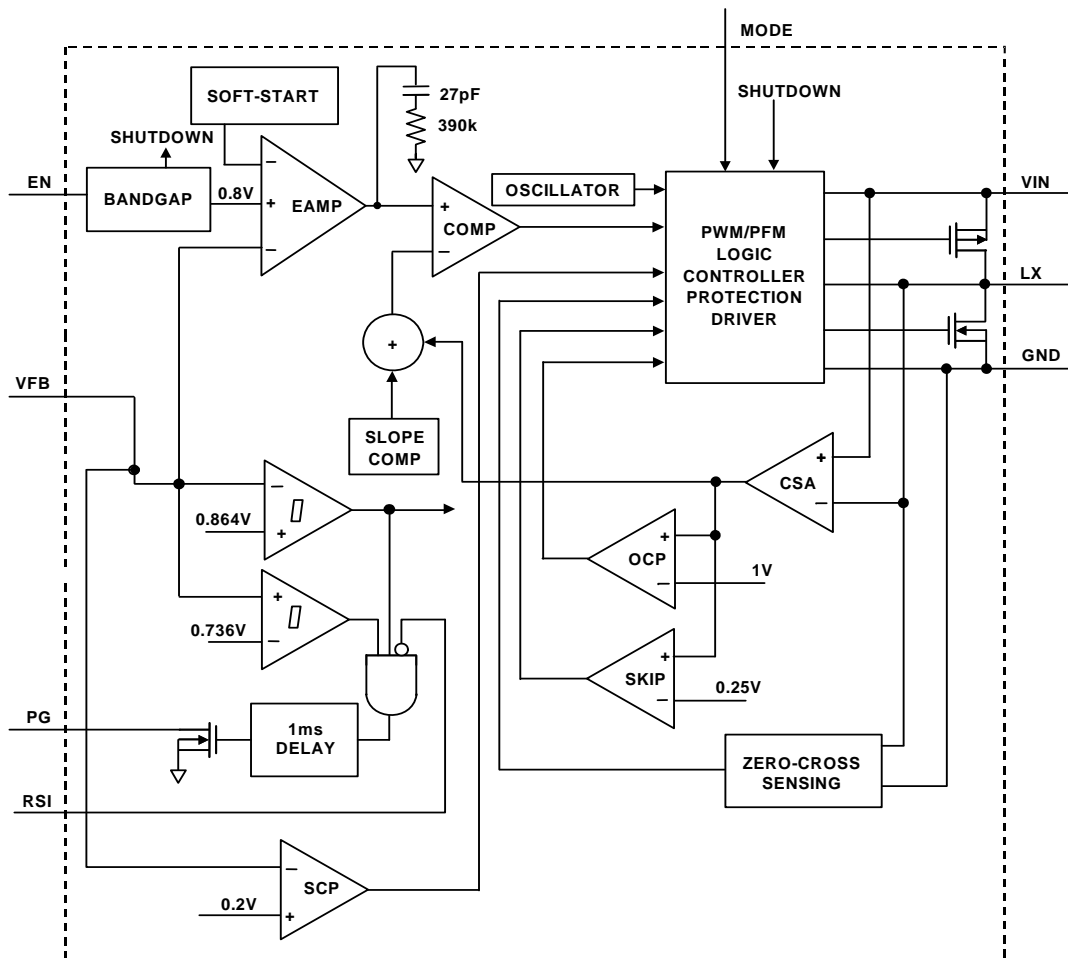 MODE
SOFT-START
27pF
390k
SHUTDOWN
SHUTDOWN
EN
BANDGAP
0.8V
−
+
−
EAMP
+
−
COMP
OSCILLATOR
PWM/PFM
LOGIC
CONTROLLER
PROTECTION
DRIVER
VIN
LX
GND
+
VFB
SLOPE
COMP
+
−
CSA
−
+
0.864V
+
−
OCP
1V
+
−
0.736V
+
−
SKIP
0.25V
PG
1ms
DELAY
ZERO-CROSS
SENSING
RSI
−
+
SCP
0.2V